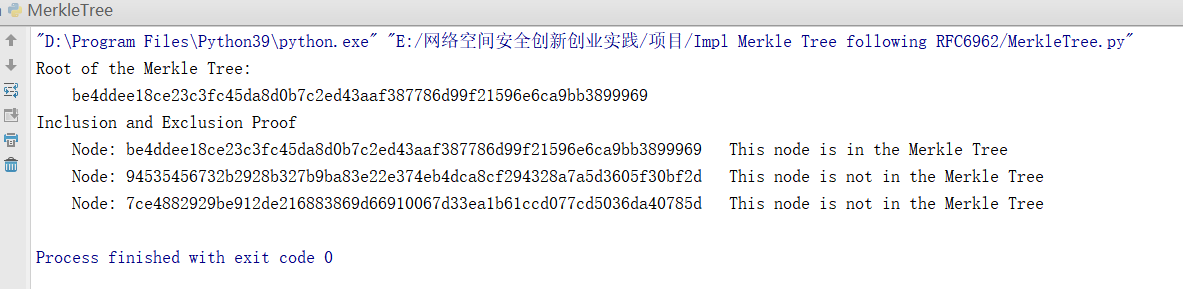 MerkleTree
"D:\Program Files\Python39\python.exe" "E:/网络空间安全创新创业实践/项目/Impl Merkle Tree following RFC6962/MerkleTree.py"
Root of the Merkle Tree:
be4ddee18ce23c3fc45da8d0b7c2ed43aaf387786d99f21596e6ca9bb3899969
Inclusion and Exclusion Proof
Node: be4ddee18ce23c3fc45da8d0b7c2ed43aaf387786d99f21596e6ca9bb3899969 This node is in the Merkle Tree
Node: 94535456732b2928b327b9ba83e22e374eb4dca8cf294328a7a5d3605f30bf2d This node is not in the Merkle Tree
Node: 7ce4882929be912de216883869d66910067d33ea1b61ccd077cd5036da40785d This node is not in the Merkle Tree
Process finished with exit code 0